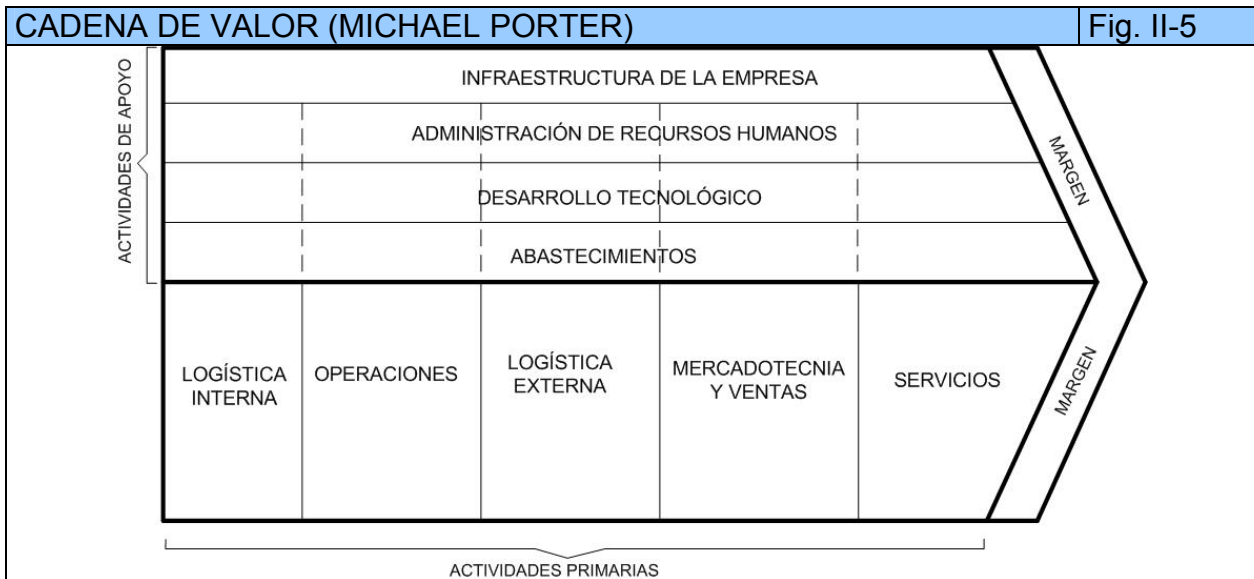 CADENA DE VALOR (MICHAEL PORTER)
Fig. II-5
ACTIVIDADES DE APOYO
INFRAESTRUCTURA DE LA EMPRESA
ADMINISTRACIÓN DE RECURSOS HUMANOS
DESARROLLO TECNOLÓGICO
ABASTECIMIENTOS
MARGEN
LOGÍSTICA
INTERNA
OPERACIONES
LOGÍSTICA
EXTERNA
MERCADOTECNIA
Y VENTAS
SERVICIOS
MARGEN
ACTIVIDADES PRIMARIAS